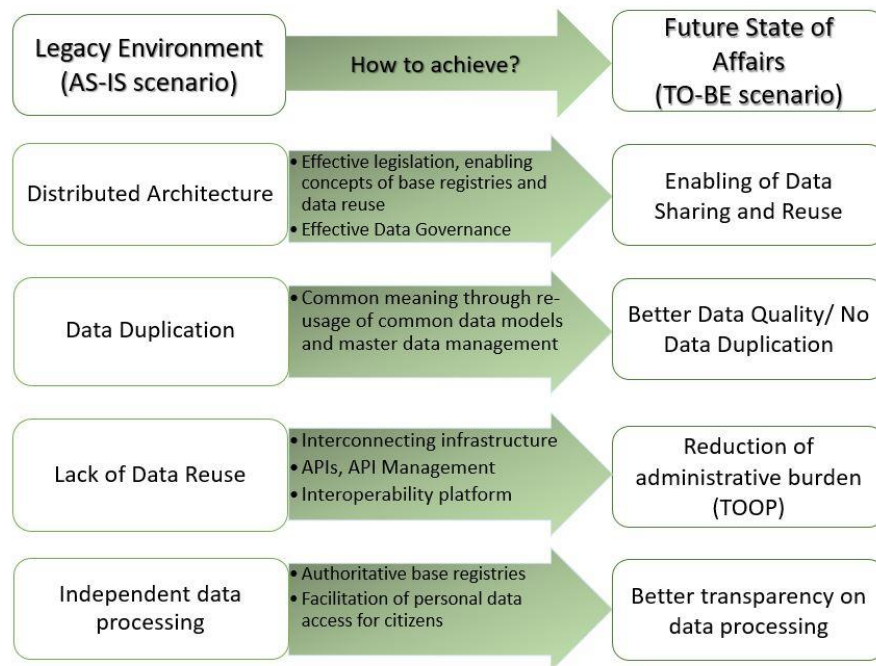 Legacy Environment
(AS-IS scenario)
How to achieve?
Future State of
Affairs
(TO-BE scenario)
Distributed Architecture
• Effective legislation, enabling
concepts of base registries and
data reuse
• Effective Data Governance
Enabling of Data
Sharing and Reuse
Data Duplication
• Common meaning through re-
usage of common data models
and master data management
Better Data Quality/ No
Data Duplication
Lack of Data Reuse
• Interconnecting infrastructure
• APIs, API Management
• Interoperability platform
Reduction of
administrative burden
(TOOP)
Independent data
processing
• Authoritative base registries
• Facilitation of personal data
access for citizens
Better transparency on
data processing